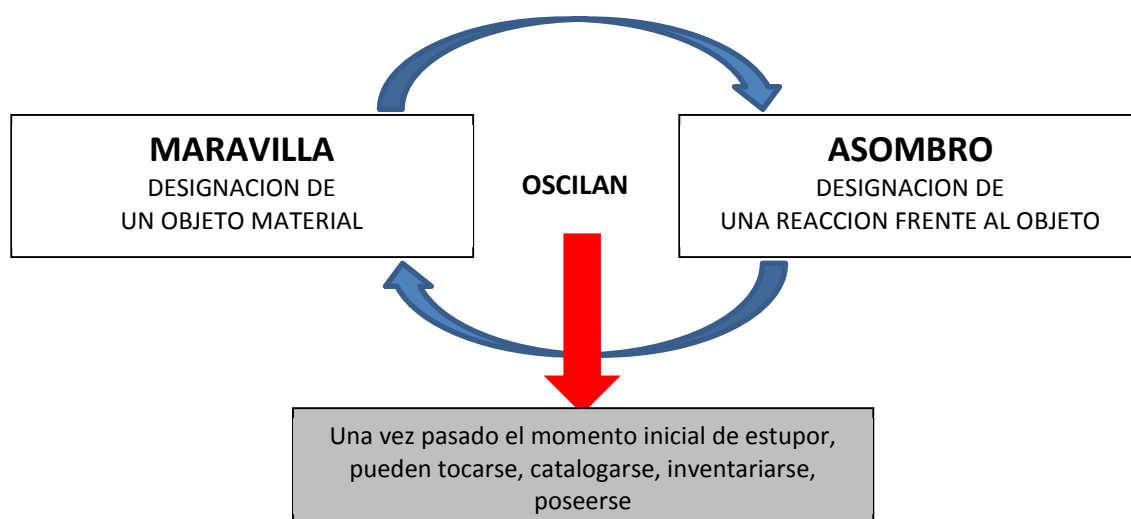 MARAVILLA
DESIGNACION DE
UN OBJETO MATERIAL
OSCILAN
ASOMBRO
DESIGNACION DE
UNA REACCION FRENTE AL OBJETO
Una vez pasado el momento inicial de estupor,
pueden tocarse, catalogarse, inventariarse,
poseerse